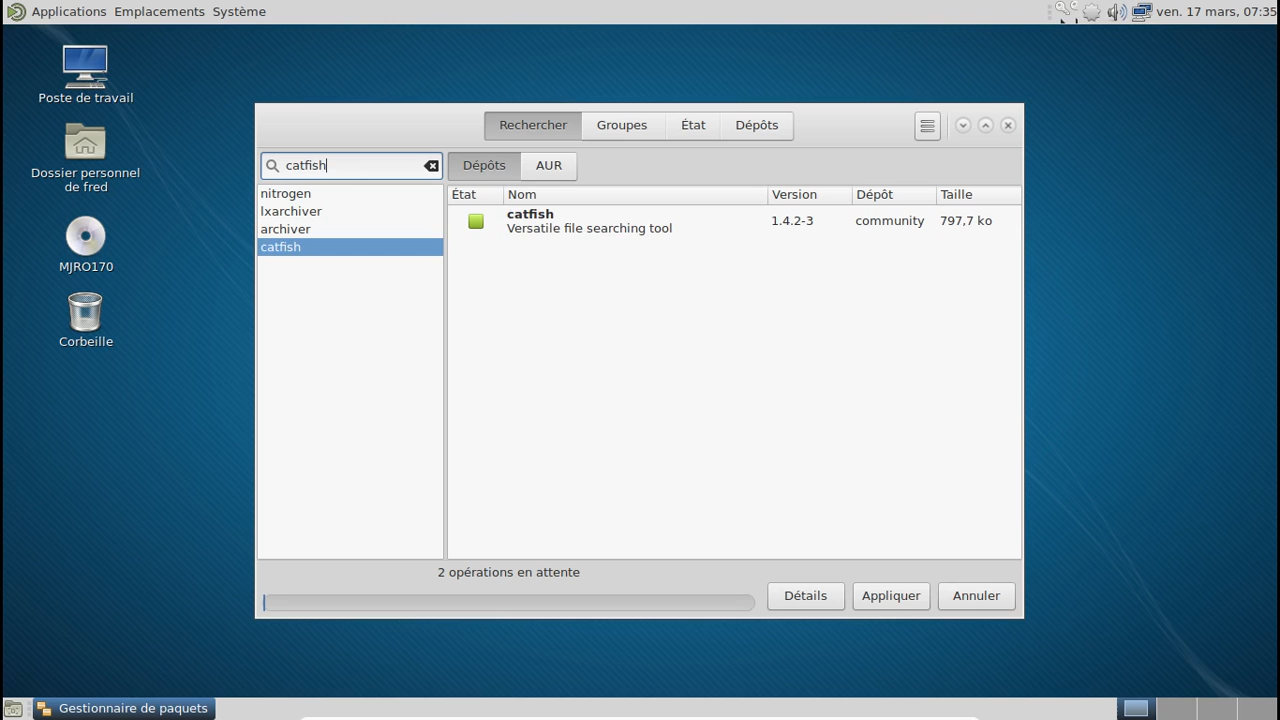 Applications Emplacements Système
ven. 17 mars, 07:35
Poste de travail
Dossier personnel
de fred
MJRO170
Corbeille
Rechercher Groupes État Dépôts
catfish
Dépôts AUR
nitrogen
lxarchiver
archiver
catfish
État Nom Version Dépôt Taille
catfish 1.4.2-3 community 797,7 ko
Versatile file searching tool
2 opérations en attente
Détails Appliquer Annuler
Gestionnaire de paquets